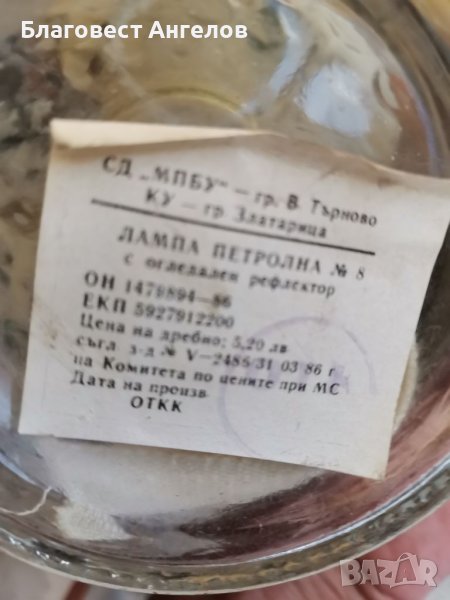 Благовест Ангелов
СД „МПБУ" — гр. В. Търново
КУ — гр. Златарица
ЛАМПА ПЕТРОЛНА № 8
с огледален рефлектор
ОН 1479894—86
ЕКП 5927912200
Цена на дребно: 5,20 лв
съгл з-д № V—2486/31 03 86 г
на Комитета по цените при МС
Дата на произв
ОТКК
BAZAR